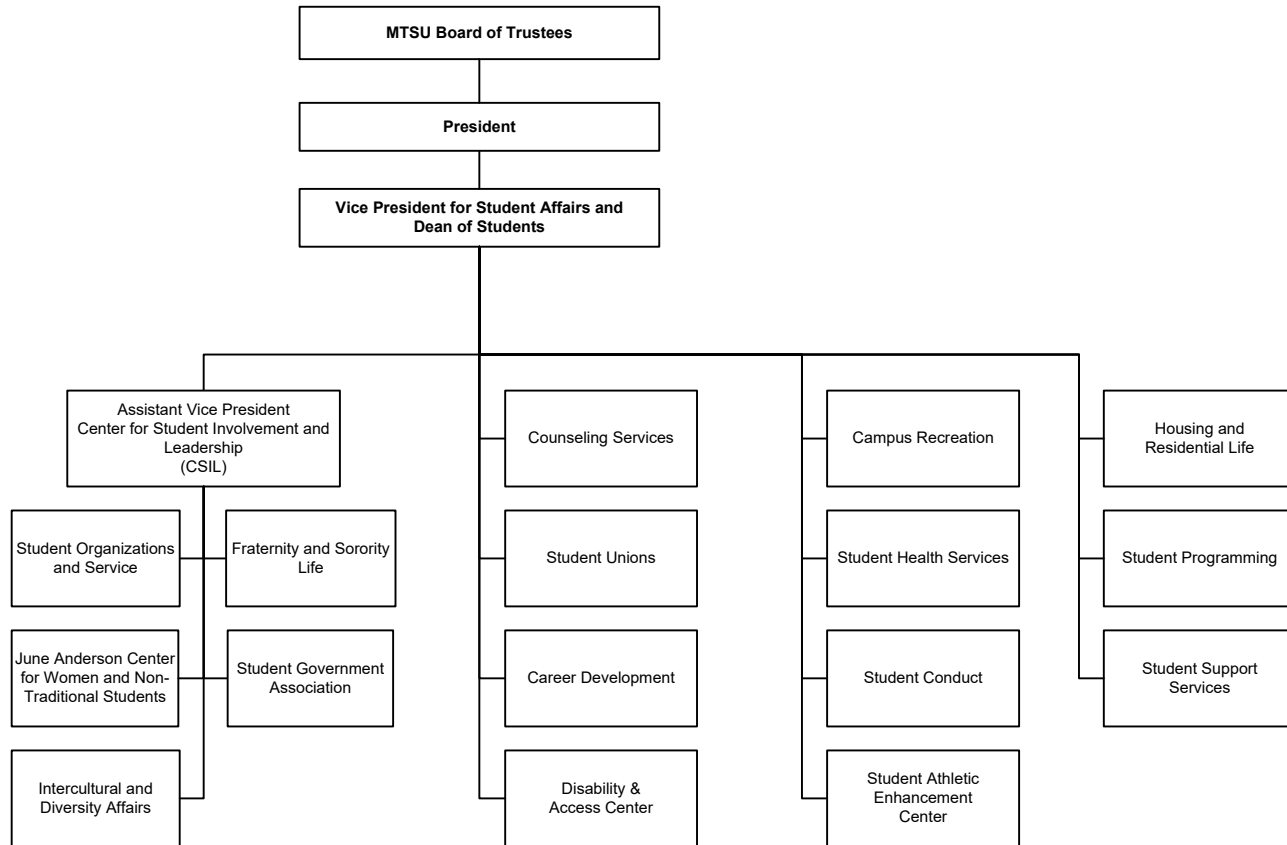 MTSU Board of Trustees
President
Vice President for Student Affairs and
Dean of Students
Assistant Vice President
Center for Student Involvement and
Leadership
(CSIL)
Counseling Services
Campus Recreation
Housing and
Residential Life
Student Organizations
and Service
Fraternity and Sorority
Life
Student Unions
Student Health Services
Student Programming
June Anderson Center
for Women and Non-
Traditional Students
Student Government
Association
Career Development
Student Conduct
Student Support
Services
Intercultural and
Diversity Affairs
Disability &
Access Center
Student Athletic
Enhancement
Center